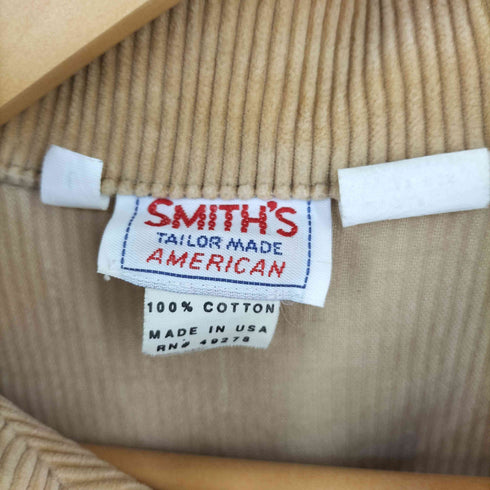 SMITH'S
TAILOR MADE
AMERICAN
100% COTTON
MADE IN USA
RN# 49278